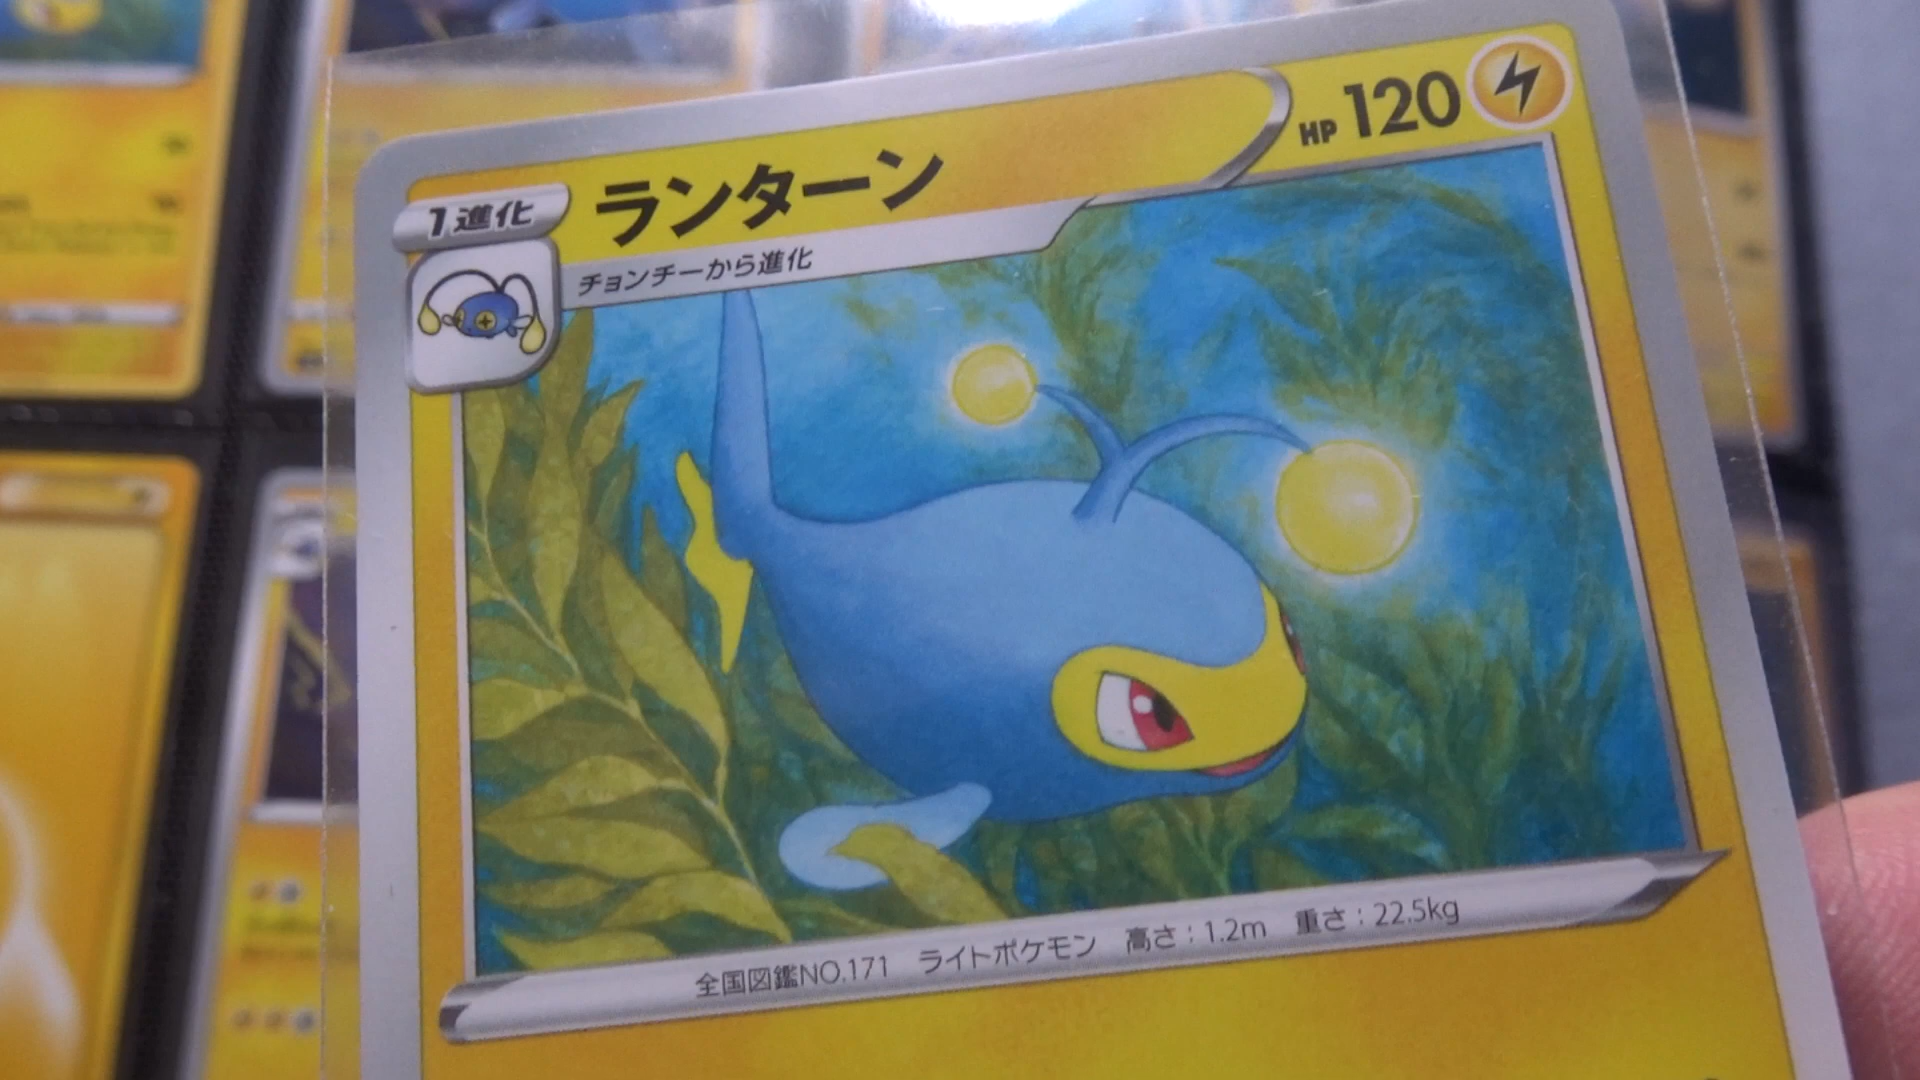 1進化
ランターン
HP 120
チョンチーから進化
全国図鑑NO.171 ライトポケモン 高さ:1.2m 重さ:22.5kg